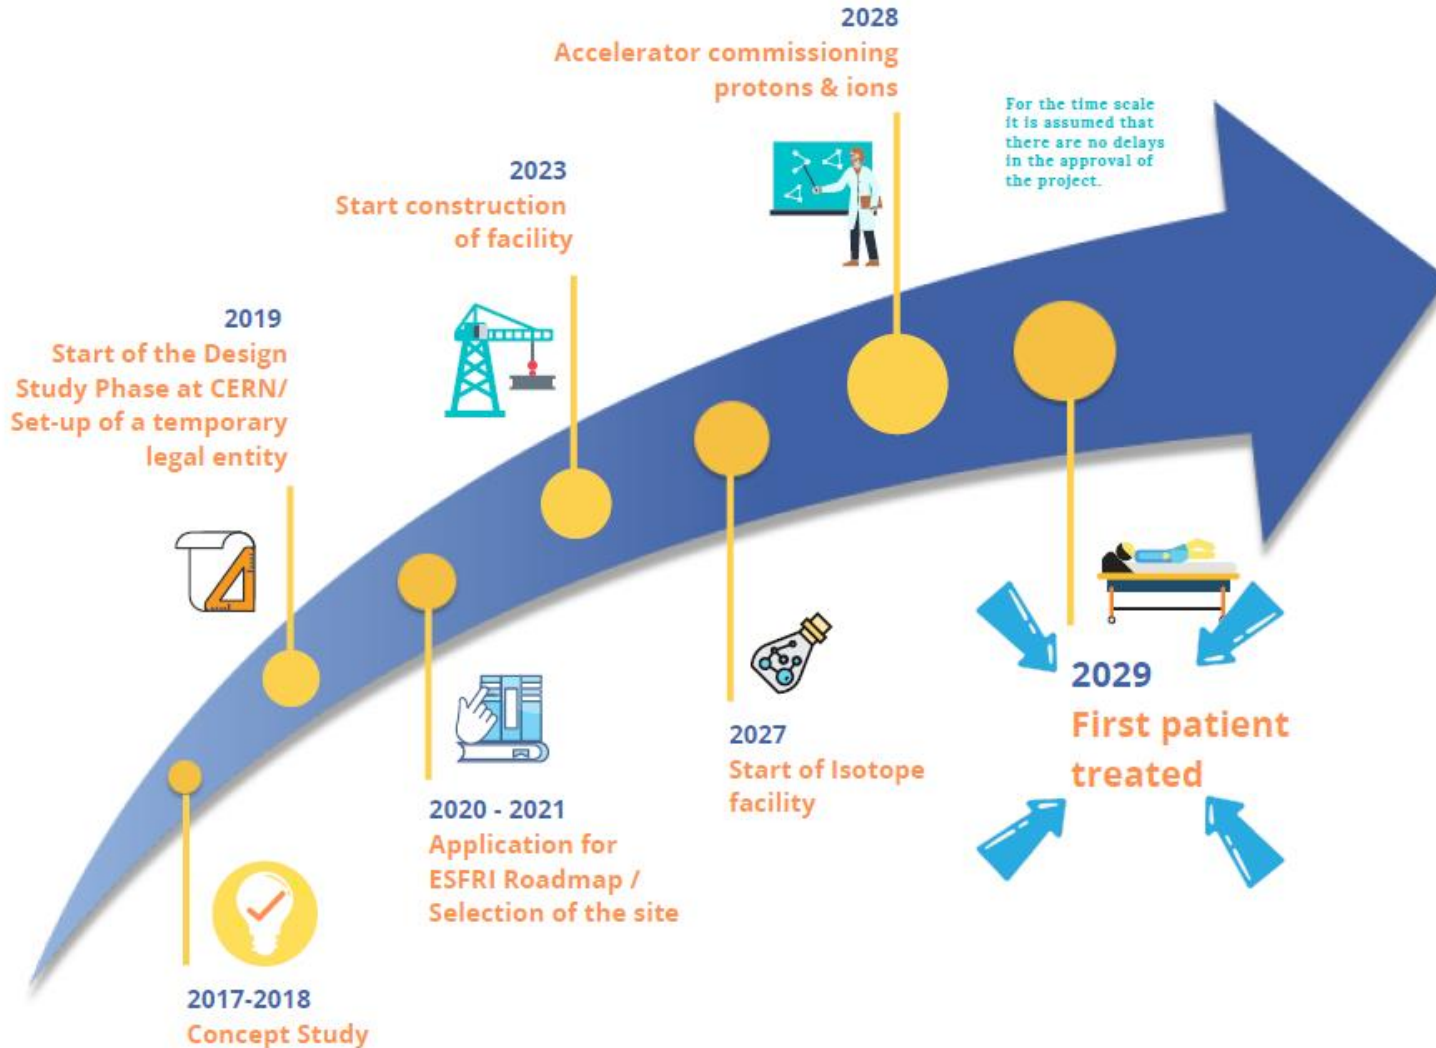 2017-2018
Concept Study
2019
Start of the Design
Study Phase at CERN/
Set-up of a temporary
legal entity
2020 - 2021
Application for
ESFRI Roadmap /
Selection of the site
2023
Start construction
of facility
2027
Start of Isotope
facility
2028
Accelerator commissioning
protons & ions
2029
First patient
treated
For the time scale
it is assumed that
there are no delays
in the approval of
the project.